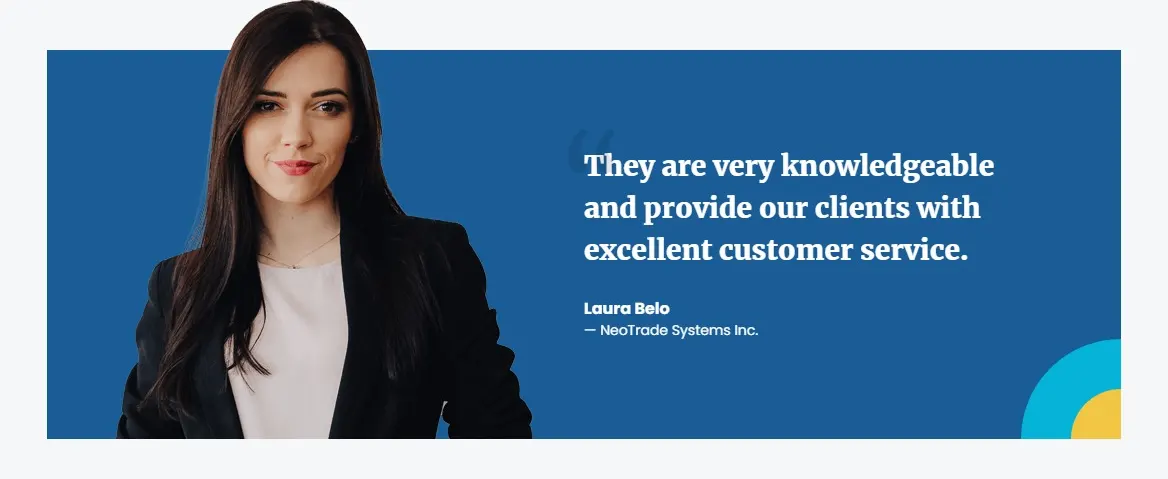 “
They are very knowledgeable
and provide our clients with
excellent customer service.
Laura Belo
— NeoTrade Systems Inc.